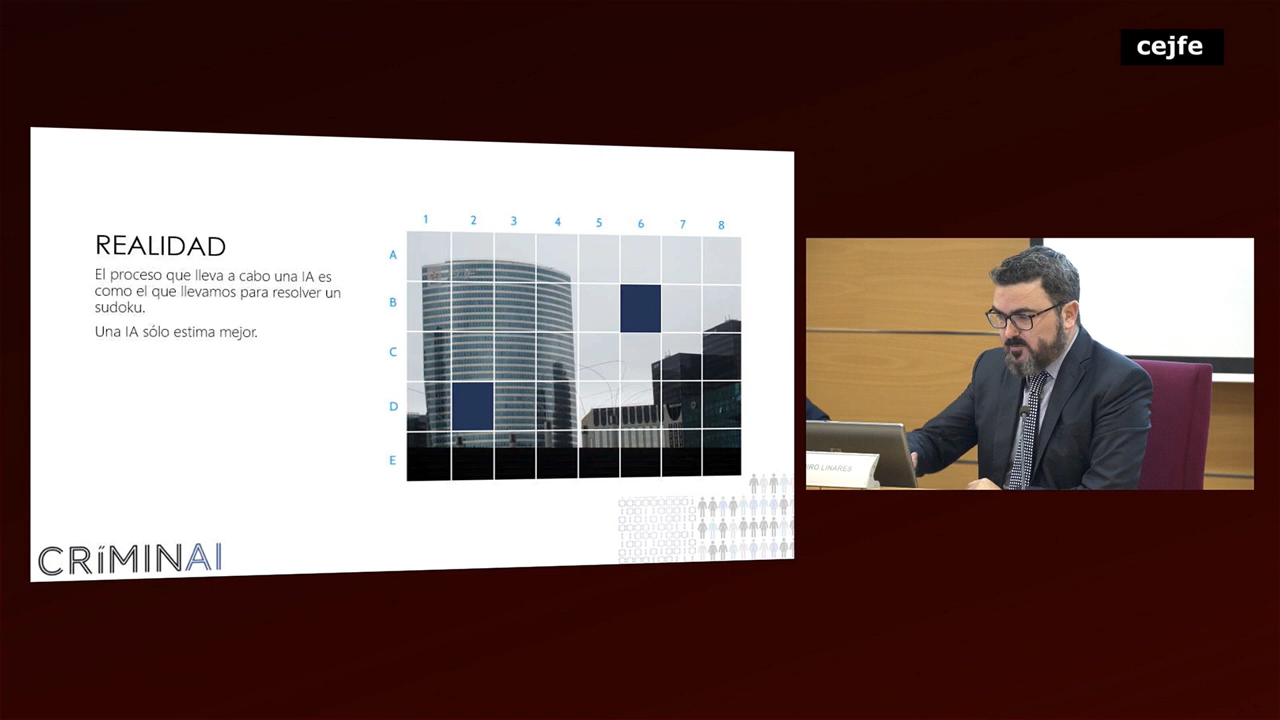 cejfe
REALIDAD
El proceso que lleva a cabo una IA es
como el que llevamos para resolver un
sudoku.
Una IA sólo estima mejor.
1 2 3 4 5 6 7 8
A
B
C
D
E
LINARES
CRíMINAI